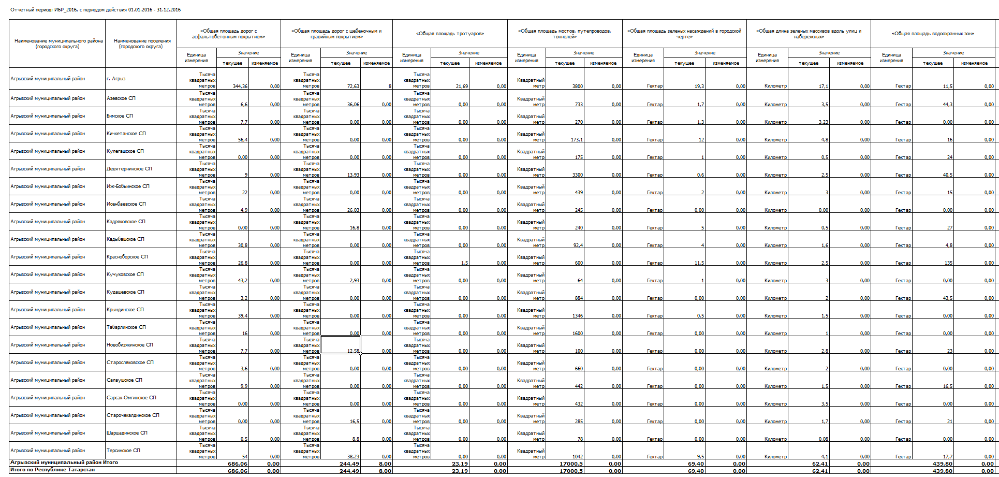 Отчетный период: ИБР_2016, с периодом действия 01.01.2016 - 31.12.2016
Наименование муниципального района (городского округа) Наименование поселения (городского округа) «Общая площадь дорог с асфальтобетонным покрытием» «Общая площадь дорог с щебеночным и гравийным покрытием» «Общая площадь тротуаров» «Общая площадь мостов, путепроводов, тоннелей» «Общая площадь зеленых насаждений в городской черте» «Общая длина зеленых массивов вдоль улиц и набережных» «Общая площадь водоохранных зон»
Единица измерения Значение Единица измерения Значение Единица измерения Значение Единица измерения Значение Единица измерения Значение Единица измерения Значение Единица измерения Значение
текущее изменяемое текущее изменяемое текущее изменяемое текущее изменяемое текущее изменяемое текущее изменяемое текущее изменяемое
Агрызский муниципальный район г. Агрыз Тысяча квадратных метров 344,36 0,00 Тысяча квадратных метров 72,63 8 Тысяча квадратных метров 21,69 0,00 Квадратный метр 3800 0,00 Гектар 19,3 0,00 Километр 17,1 0,00 Гектар 11,5 0,00
Агрызский муниципальный район Азевское СП Тысяча квадратных метров 6,6 0,00 Тысяча квадратных метров 36,06 0,00 Тысяча квадратных метров 0,00 0,00 Квадратный метр 733 0,00 Гектар 1,7 0,00 Километр 3,5 0,00 Гектар 44,3 0,00
Агрызский муниципальный район Бимское СП Тысяча квадратных метров 7,7 0,00 Тысяча квадратных метров 0,00 0,00 Тысяча квадратных метров 0,00 0,00 Квадратный метр 270 0,00 Гектар 1,3 0,00 Километр 3,23 0,00 Гектар 0,00 0,00
Агрызский муниципальный район Кичкетанское СП Тысяча квадратных метров 56,4 0,00 Тысяча квадратных метров 0,00 0,00 Тысяча квадратных метров 0,00 0,00 Квадратный метр 173,1 0,00 Гектар 12 0,00 Километр 4,8 0,00 Гектар 16 0,00
Агрызский муниципальный район Кулегашское СП Тысяча квадратных метров 0,00 0,00 Тысяча квадратных метров 0,00 0,00 Тысяча квадратных метров 0,00 0,00 Квадратный метр 175 0,00 Гектар 1 0,00 Километр 0,5 0,00 Гектар 24 0,00
Агрызский муниципальный район Девятернинское СП Тысяча квадратных метров 9 0,00 Тысяча квадратных метров 13,93 0,00 Тысяча квадратных метров 0,00 0,00 Квадратный метр 3300 0,00 Гектар 0,6 0,00 Километр 2,5 0,00 Гектар 40,5 0,00
Агрызский муниципальный район Иж-Бобьинское СП Тысяча квадратных метров 22 0,00 Тысяча квадратных метров 0,00 0,00 Тысяча квадратных метров 0,00 0,00 Квадратный метр 439 0,00 Гектар 2 0,00 Километр 3 0,00 Гектар 15 0,00
Агрызский муниципальный район Исенбаевское СП Тысяча квадратных метров 4,9 0,00 Тысяча квадратных метров 26,03 0,00 Тысяча квадратных метров 0,00 0,00 Квадратный метр 245 0,00 Гектар 0,00 0,00 Километр 0,00 0,00 Гектар 0,00 0,00
Агрызский муниципальный район Кадряковское СП Тысяча квадратных метров 0,00 0,00 Тысяча квадратных метров 16,8 0,00 Тысяча квадратных метров 0,00 0,00 Квадратный метр 240 0,00 Гектар 5 0,00 Километр 0,5 0,00 Гектар 27 0,00
Агрызский муниципальный район Кадыбашское СП Тысяча квадратных метров 30,8 0,00 Тысяча квадратных метров 0,00 0,00 Тысяча квадратных метров 0,00 0,00 Квадратный метр 92,4 0,00 Гектар 4 0,00 Километр 1,6 0,00 Гектар 4,8 0,00
Агрызский муниципальный район Красноборское СП Тысяча квадратных метров 26,8 0,00 Тысяча квадратных метров 0,00 0,00 Тысяча квадратных метров 1,5 0,00 Квадратный метр 600 0,00 Гектар 11,5 0,00 Километр 2,5 0,00 Гектар 135 0,00
Агрызский муниципальный район Кучуковское СП Тысяча квадратных метров 43,2 0,00 Тысяча квадратных метров 2,93 0,00 Тысяча квадратных метров 0,00 0,00 Квадратный метр 64 0,00 Гектар 1 0,00 Километр 3 0,00 Гектар 0,00 0,00
Агрызский муниципальный район Кудашевское СП Тысяча квадратных метров 3,2 0,00 Тысяча квадратных метров 0,00 0,00 Тысяча квадратных метров 0,00 0,00 Квадратный метр 884 0,00 Гектар 0,00 0,00 Километр 2 0,00 Гектар 43,5 0,00
Агрызский муниципальный район Крындинское СП Тысяча квадратных метров 39,4 0,00 Тысяча квадратных метров 0,00 0,00 Тысяча квадратных метров 0,00 0,00 Квадратный метр 1346 0,00 Гектар 0,5 0,00 Километр 1,5 0,00 Гектар 0,00 0,00
Агрызский муниципальный район Табарлинское СП Тысяча квадратных метров 16 0,00 Тысяча квадратных метров 0,00 0,00 Тысяча квадратных метров 0,00 0,00 Квадратный метр 1600 0,00 Гектар 0,00 0,00 Километр 1 0,00 Гектар 0,00 0,00
Агрызский муниципальный район Новобизякинское СП Тысяча квадратных метров 7,7 0,00 Тысяча квадратных метров 12,58 0,00 Тысяча квадратных метров 0,00 0,00 Квадратный метр 100 0,00 Гектар 0,00 0,00 Километр 2,8 0,00 Гектар 23 0,00
Агрызский муниципальный район Старосляковское СП Тысяча квадратных метров 3,6 0,00 Тысяча квадратных метров 0,00 0,00 Тысяча квадратных метров 0,00 0,00 Квадратный метр 660 0,00 Гектар 0,00 0,00 Километр 2 0,00 Гектар 0,00 0,00
Агрызский муниципальный район Салаушское СП Тысяча квадратных метров 9,9 0,00 Тысяча квадратных метров 0,00 0,00 Тысяча квадратных метров 0,00 0,00 Квадратный метр 442 0,00 Гектар 0,00 0,00 Километр 1,5 0,00 Гектар 16,5 0,00
Агрызский муниципальный район Сарсак-Омгинское СП Тысяча квадратных метров 0,00 0,00 Тысяча квадратных метров 0,00 0,00 Тысяча квадратных метров 0,00 0,00 Квадратный метр 432 0,00 Гектар 0,00 0,00 Километр 3,5 0,00 Гектар 0,00 0,00
Агрызский муниципальный район Старочекалдинское СП Тысяча квадратных метров 0,00 0,00 Тысяча квадратных метров 16,5 0,00 Тысяча квадратных метров 0,00 0,00 Квадратный метр 285 0,00 Гектар 0,00 0,00 Километр 1,7 0,00 Гектар 21 0,00
Агрызский муниципальный район Шаршадинское СП Тысяча квадратных метров 0,5 0,00 Тысяча квадратных метров 8,8 0,00 Тысяча квадратных метров 0,00 0,00 Квадратный метр 78 0,00 Гектар 0,00 0,00 Километр 0,08 0,00 Гектар 0,00 0,00
Агрызский муниципальный район Терсинское СП Тысяча квадратных метров 54 0,00 Тысяча квадратных метров 38,23 0,00 Тысяча квадратных метров 0,00 0,00 Квадратный метр 1042 0,00 Гектар 9,5 0,00 Километр 4,1 0,00 Гектар 17,7 0,00
Агрызский муниципальный район Итого 686,06 0,00 244,49 8,00 23,19 0,00 17000,5 0,00 69,40 0,00 62,41 0,00 439,80 0,00
Итого по Республике Татарстан 686,06 0,00 244,49 8,00 23,19 0,00 17000,5 0,00 69,40 0,00 62,41 0,00 439,80 0,00